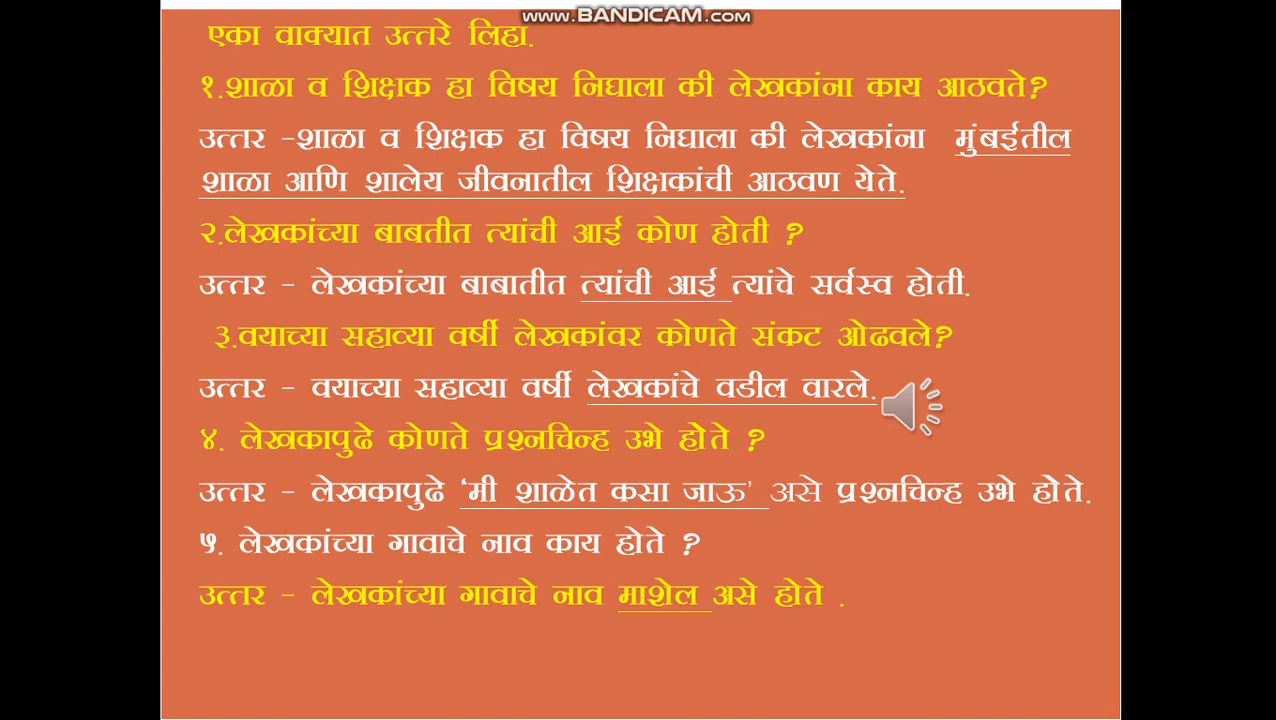 www.BANDICAM.com
एका वाक्यात उत्तरे लिहा.
१.शाळा व शिक्षक हा विषय निघाला की लेखकांना काय आठवते?
उत्तर -शाळा व शिक्षक हा विषय निघाला की लेखकांना मुंबईतील
शाळा आणि शालेय जीवनातील शिक्षकांची आठवण येते.
२.लेखकांच्या बाबतीत त्यांची आई कोण होती ?
उत्तर - लेखकांच्या बाबातीत त्यांची आई त्यांचे सर्वस्व होती.
३.वयाच्या सहाव्या वर्षी लेखकांवर कोणते संकट ओढवले?
उत्तर - वयाच्या सहाव्या वर्षी लेखकांचे वडील वारले.
४. लेखकापुढे कोणते प्रश्नचिन्ह उभे होते ?
उत्तर - लेखकापुढे ‘मी शाळेत कसा जाऊ’ असे प्रश्नचिन्ह उभे होते.
५. लेखकांच्या गावाचे नाव काय होते ?
उत्तर - लेखकांच्या गावाचे नाव माशेल असे होते .